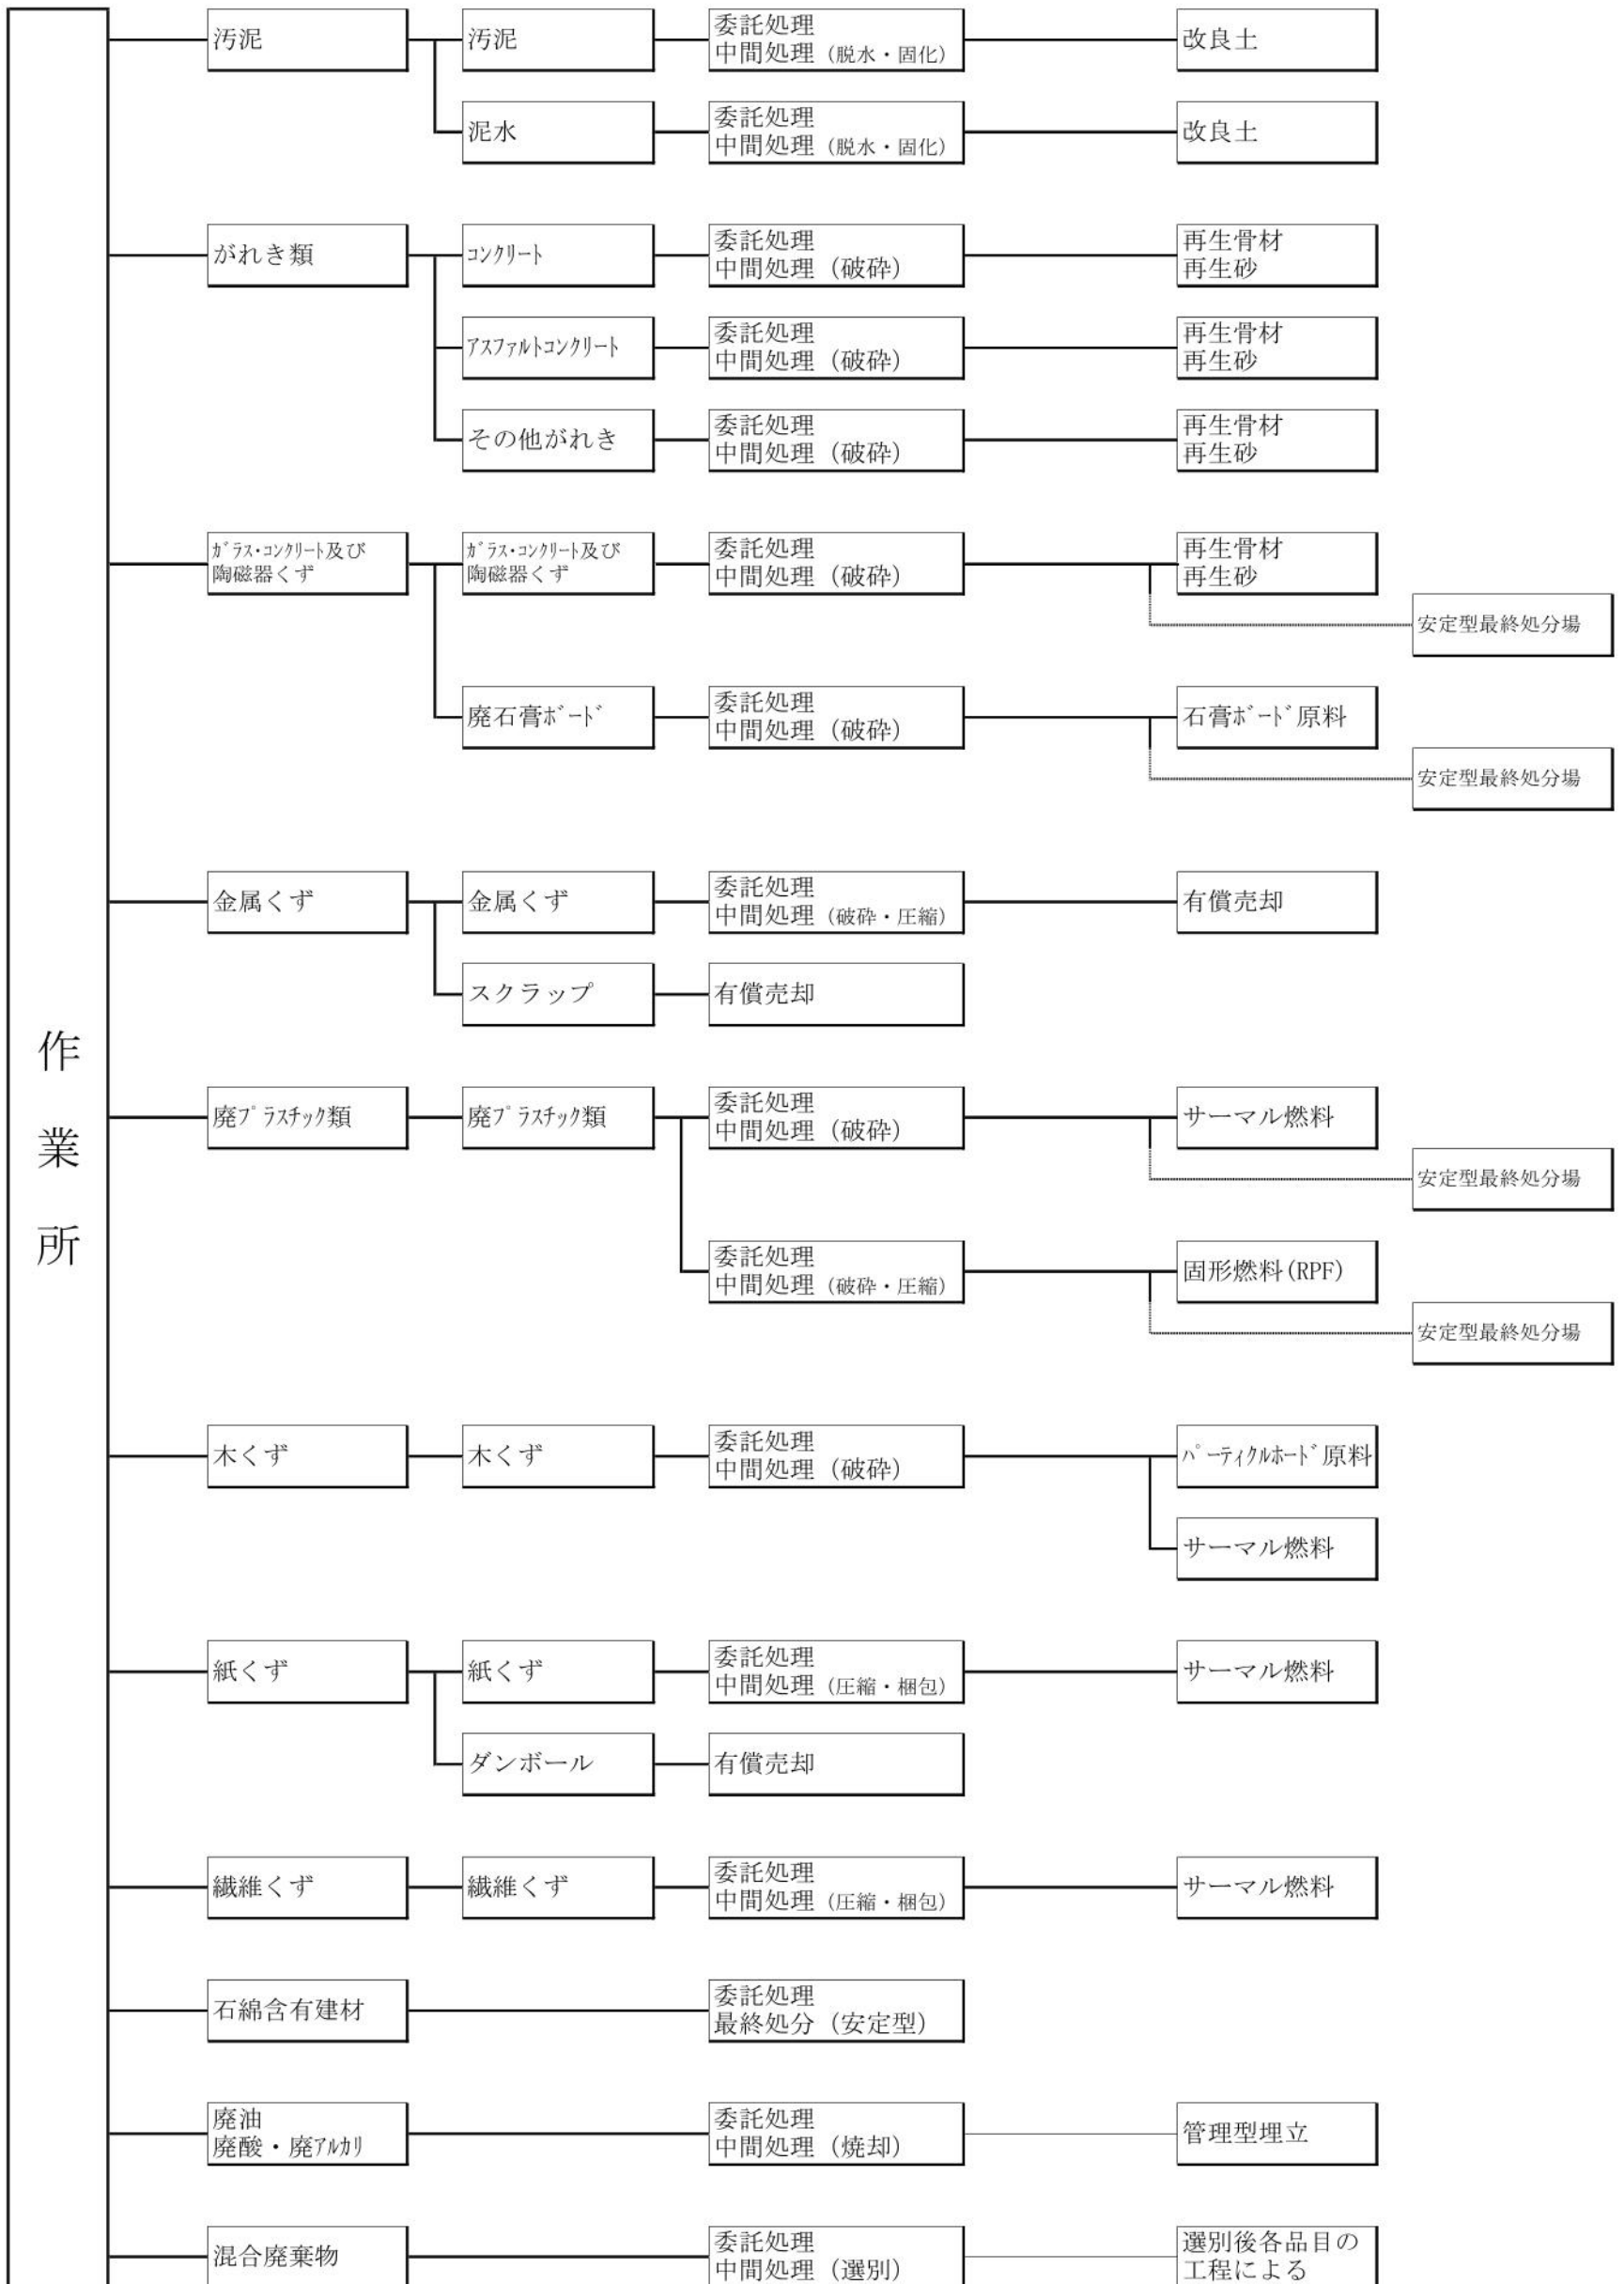 作業所
汚泥
汚泥
委託処理
中間処理（脱水・固化）
改良土
泥水
委託処理
中間処理（脱水・固化）
改良土
がれき類
ｺﾝｸﾘｰﾄ
委託処理
中間処理（破砕）
再生骨材
再生砂
ｱｽﾌｧﾙﾄｺﾝｸﾘｰﾄ
委託処理
中間処理（破砕）
再生骨材
再生砂
その他がれき
委託処理
中間処理（破砕）
再生骨材
再生砂
ｶﾞﾗｽ・ｺﾝｸﾘｰﾄ及び
陶磁器くず
ｶﾞﾗｽ・ｺﾝｸﾘｰﾄ及び
陶磁器くず
委託処理
中間処理（破砕）
再生骨材
再生砂
安定型最終処分場
廃石膏ﾎﾞｰﾄﾞ
委託処理
中間処理（破砕）
石膏ﾎﾞｰﾄﾞ原料
安定型最終処分場
金属くず
金属くず
委託処理
中間処理（破砕・圧縮）
有償売却
スクラップ
有償売却
廃ﾌﾟﾗｽﾁｯｸ類
廃ﾌﾟﾗｽﾁｯｸ類
委託処理
中間処理（破砕）
サーマル燃料
安定型最終処分場
委託処理
中間処理（破砕・圧縮）
固形燃料(RPF)
安定型最終処分場
木くず
木くず
委託処理
中間処理（破砕）
ﾊﾟｰﾃｨｸﾙﾎｰﾄﾞ原料
サーマル燃料
紙くず
紙くず
委託処理
中間処理（圧縮・梱包）
サーマル燃料
ダンボール
有償売却
繊維くず
繊維くず
委託処理
中間処理（圧縮・梱包）
サーマル燃料
石綿含有建材
委託処理
最終処分（安定型）
廃油
廃酸・廃ｱﾙｶﾘ
委託処理
中間処理（焼却）
管理型埋立
混合廃棄物
委託処理
中間処理（選別）
選別後各品目の
工程による